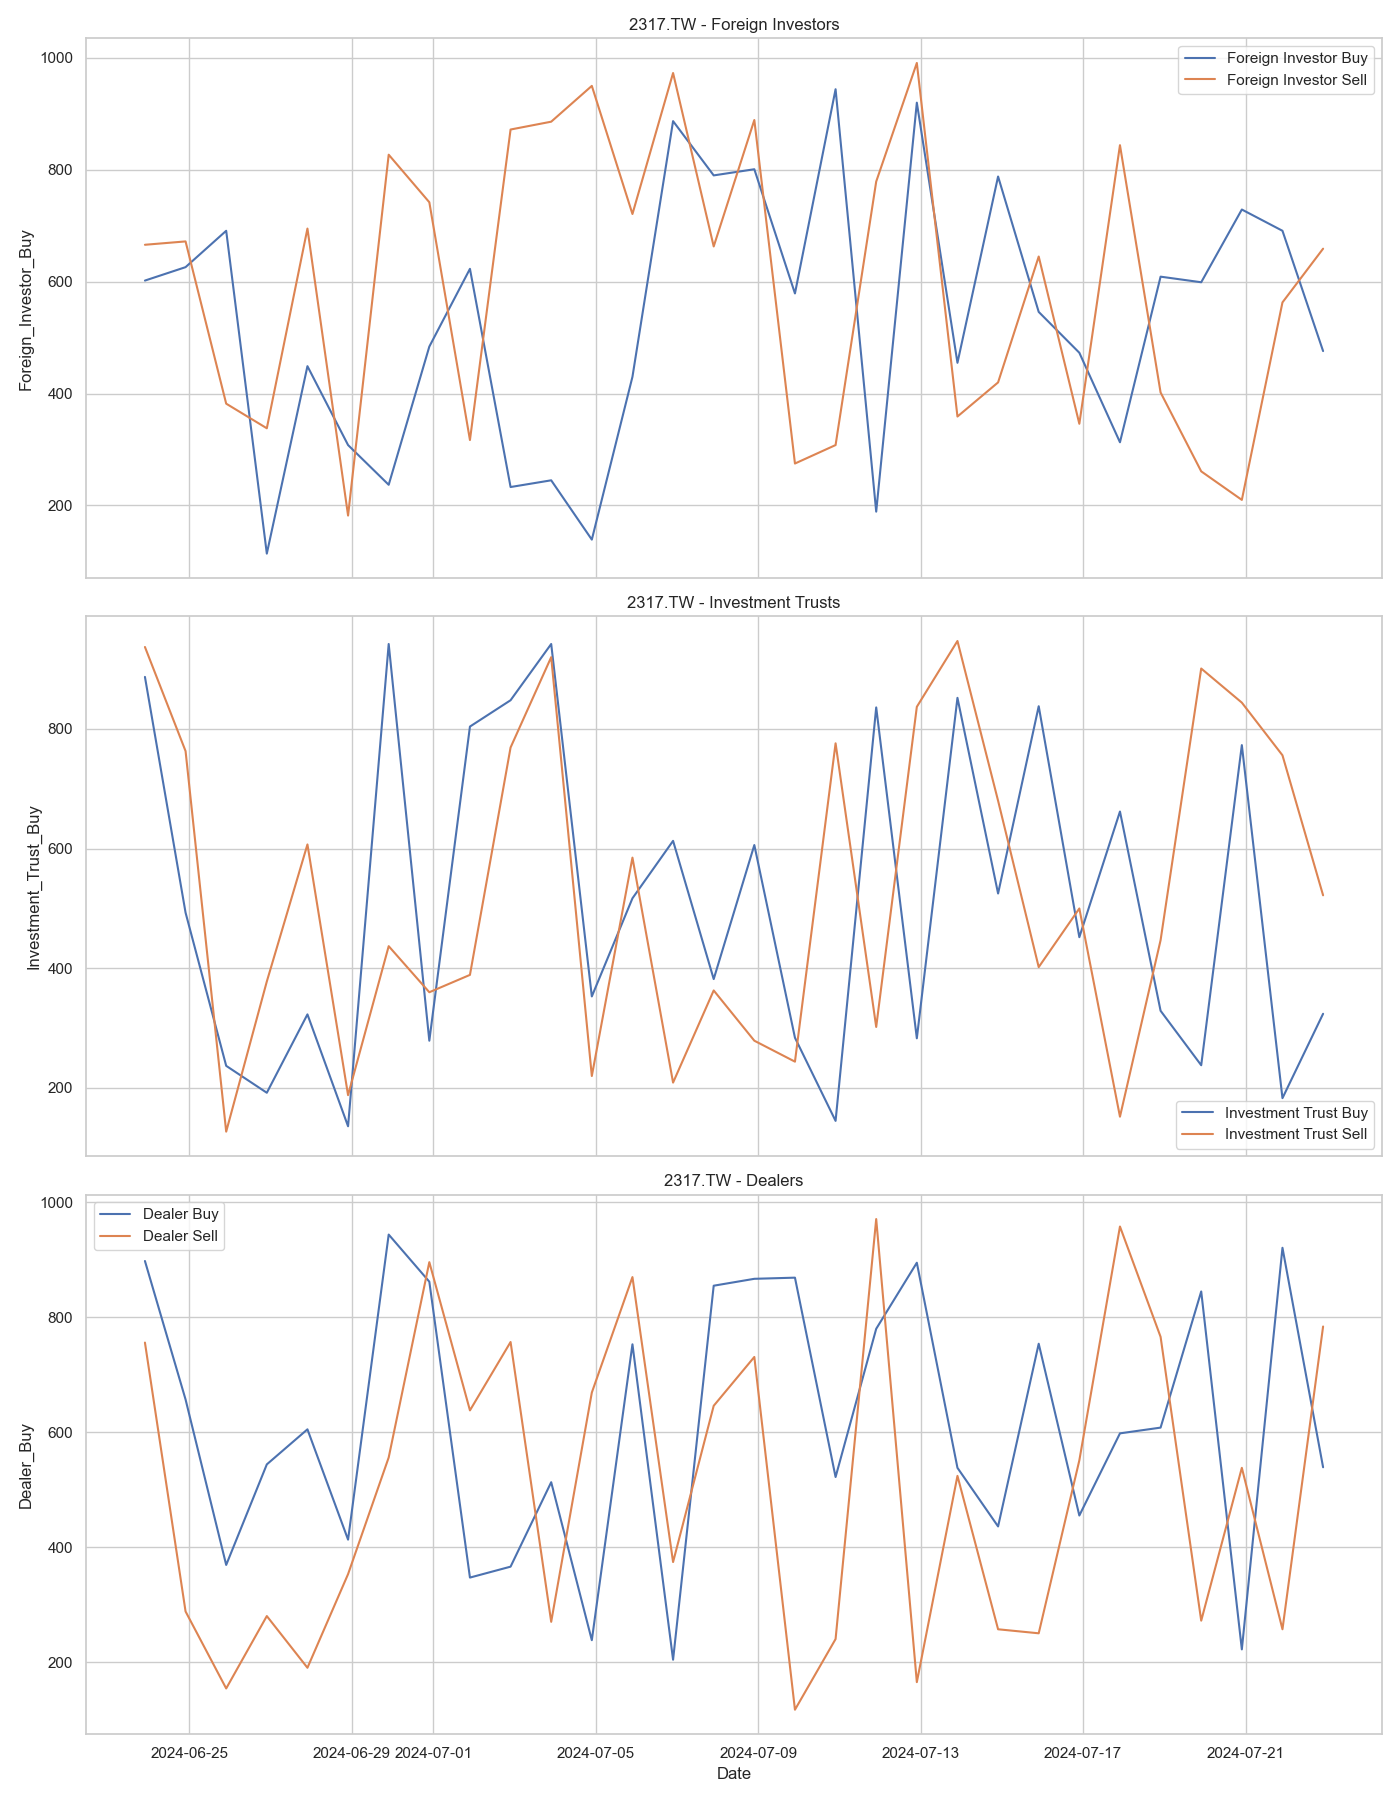 2317.TW - Foreign Investors
Foreign_Investor_Buy
1000
800
600
400
200
Foreign Investor Buy
Foreign Investor Sell
2317.TW - Investment Trusts
Investment_Trust_Buy
800
600
400
200
Investment Trust Buy
Investment Trust Sell
2317.TW - Dealers
Dealer_Buy
1000
800
600
400
200
Dealer Buy
Dealer Sell
2024-06-25 2024-06-29 2024-07-01 2024-07-05 2024-07-09 2024-07-13 2024-07-17 2024-07-21
Date